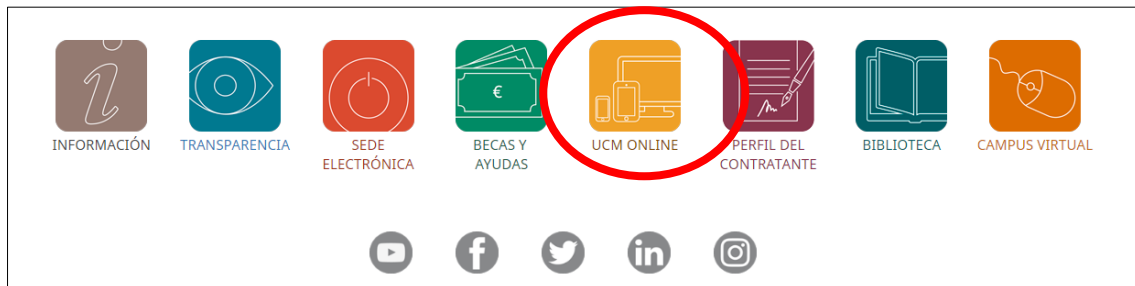 INFORMACIÓN
TRANSPARENCIA
SEDE
ELECTRÓNICA
€
BECAS Y
AYUDAS
UCM ONLINE
PERFIL DEL
CONTRATANTE
BIBLIOTECA
CAMPUS VIRTUAL